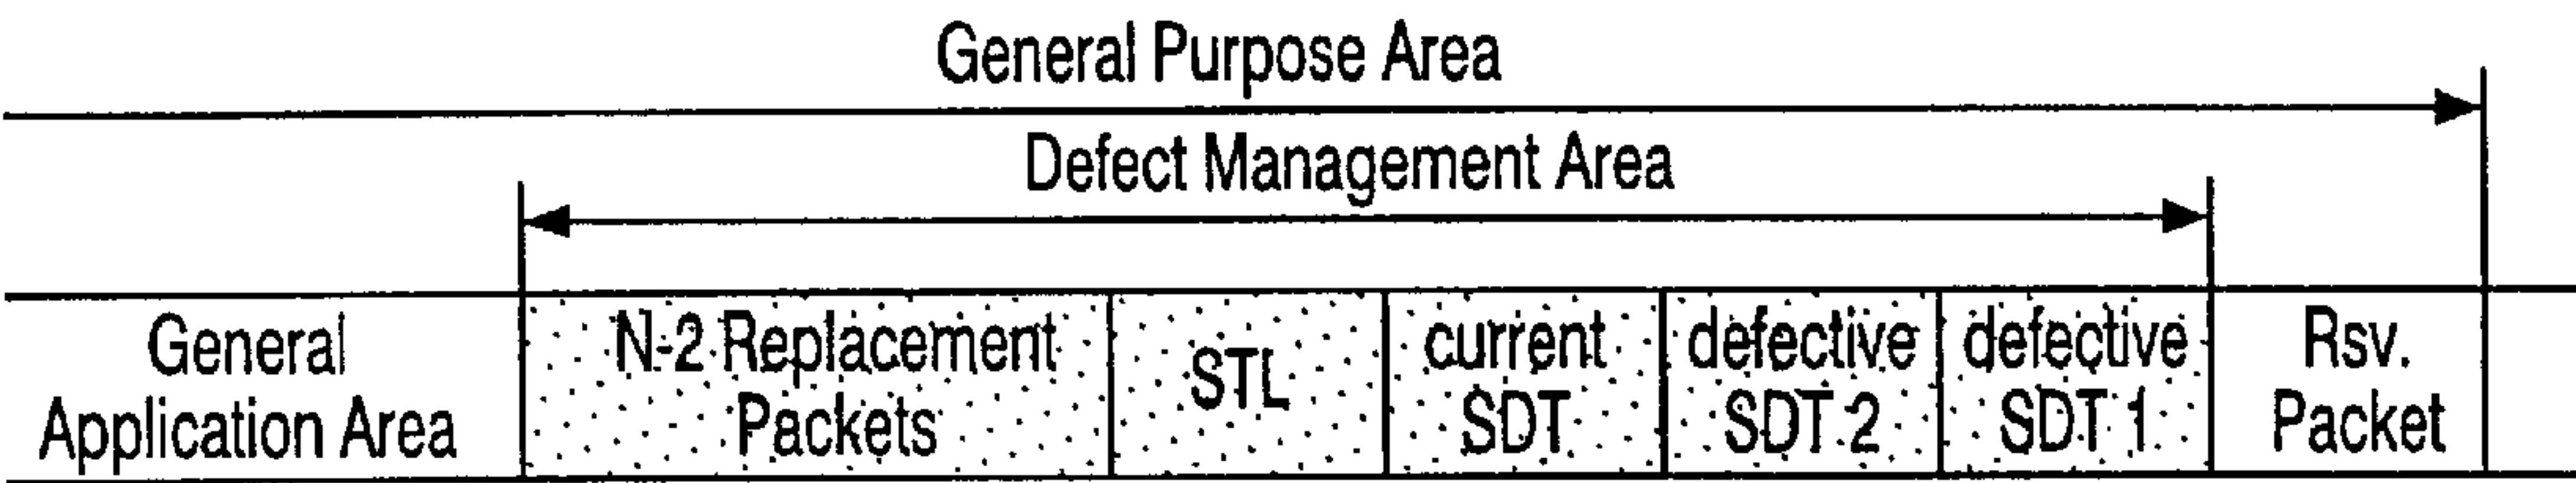 General Purpose Area
Defect Management Area
General
Application Area
N-2 Replacement
Packets
STL
current
SDT
defective
SDT 2
defective
SDT 1
Rsv.
Packet